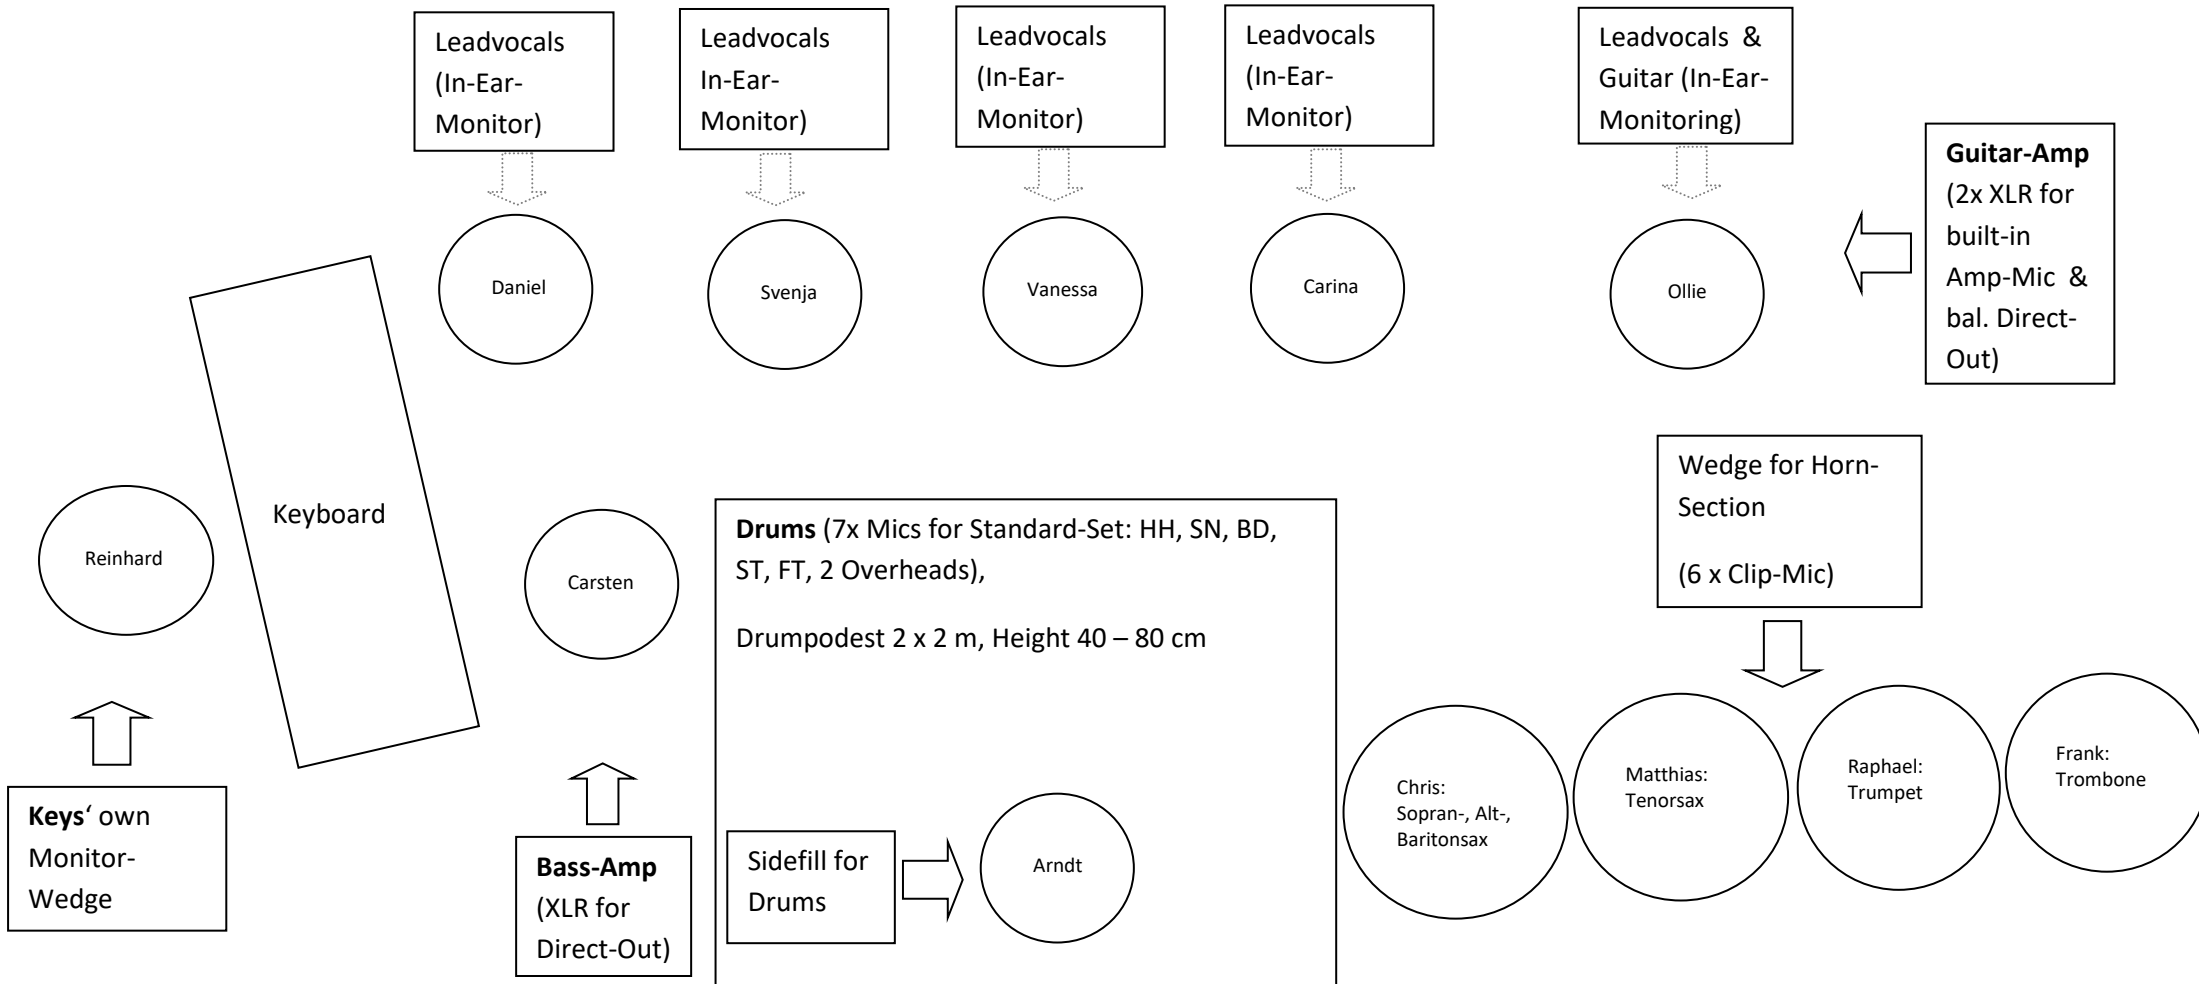 Leadvocals
(In-Ear-
Monitor)
Leadvocals
In-Ear-
Monitor)
Leadvocals
(In-Ear-
Monitor)
Leadvocals
(In-Ear-
Monitor)
Leadvocals & 
Guitar (In-Ear-
Monitoring)
Guitar-Amp
(2x XLR for
built-in
Amp-Mic &
bal. Direct-
Out)
Daniel
Svenja
Vanessa
Carina
Ollie
Keyboard
Reinhard
Carsten
Drums (7x Mics for Standard-Set: HH, SN, BD,
ST, FT, 2 Overheads),
Drumpodest 2 x 2 m, Height 40 – 80 cm
Wedge for Horn-
Section
(6 x Clip-Mic)
Keys‘ own
Monitor-
Wedge
Bass-Amp
(XLR for
Direct-Out)
Sidefill for
Drums
Arndt
Chris:
Sopran-, Alt-,
Baritonsax
Matthias:
Tenorsax
Raphael:
Trumpet
Frank:
Trombone